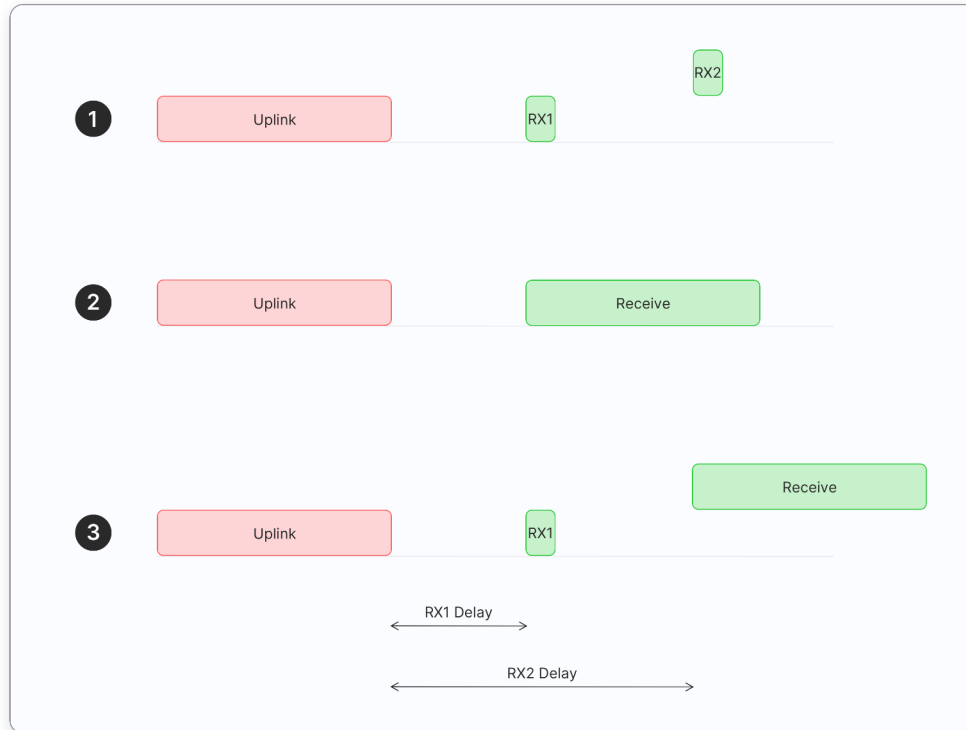 RX2
1
Uplink
RX1
2
Uplink
Receive
Receive
3
Uplink
RX1
RX1 Delay
RX2 Delay